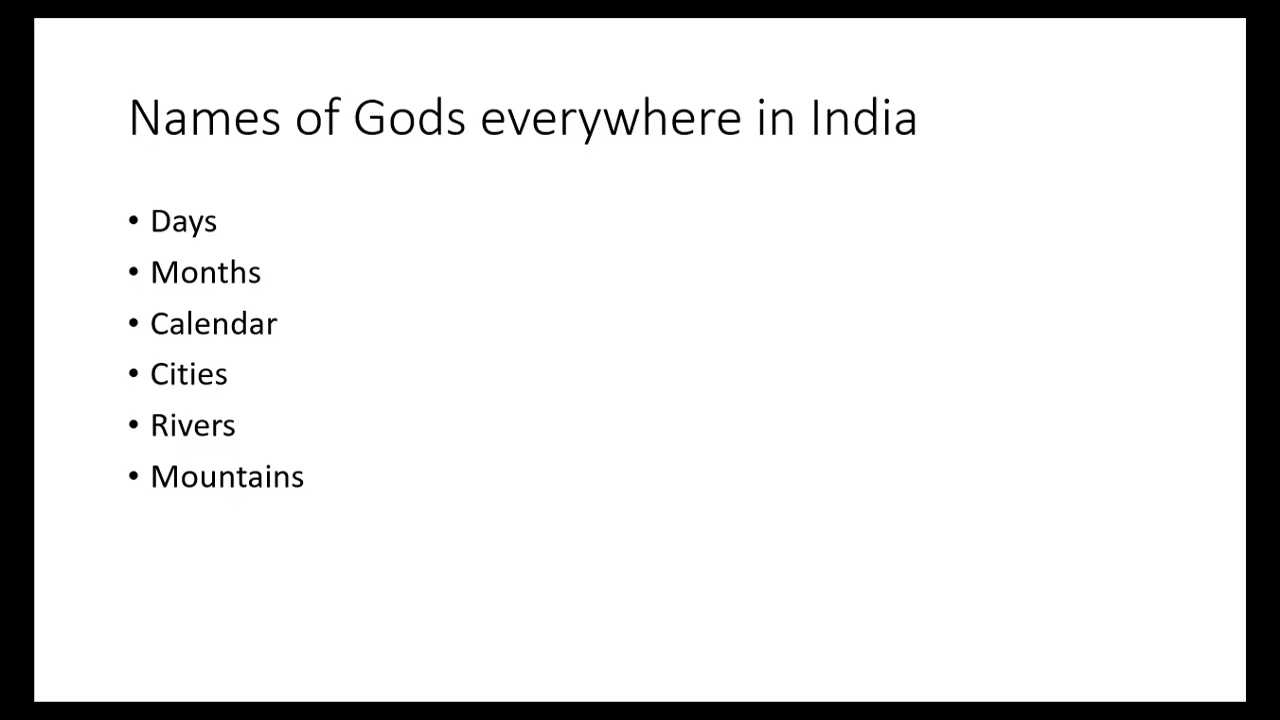 Names of Gods everywhere in India
• Days
• Months
• Calendar
• Cities
• Rivers
• Mountains